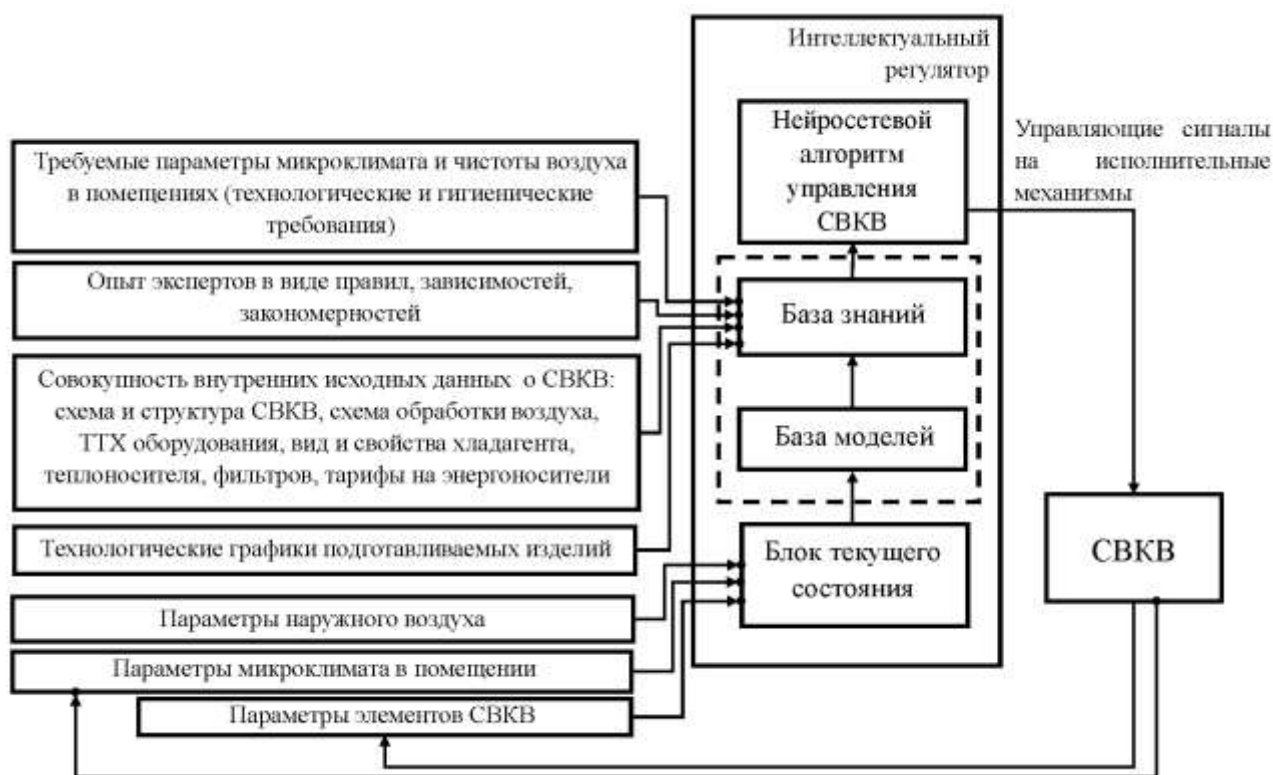 Интеллектуальный
регулятор
Нейросетевой
алгоритм
управления
СВКВ
Управляющие сигналы
на исполнительные
механизмы
Требуемые параметры микроклимата и чистоты воздуха
в помещениях (технологические и гигиенические
требования)
Опыт экспертов в виде правил, зависимостей,
закономерностей
База знаний
Совокупность внутренних исходных данных о СВКВ:
схема и структура СВКВ, схема обработки воздуха,
ТТХ оборудования, вид и свойства хладагента,
теплоносителя, фильтров, тарифы на энергоносители
База моделей
Технологические графики подготавливаемых изделий
Блок текущего
состояния
СВКВ
Параметры наружного воздуха
Параметры микроклимата в помещении
Параметры элементов СВКВ